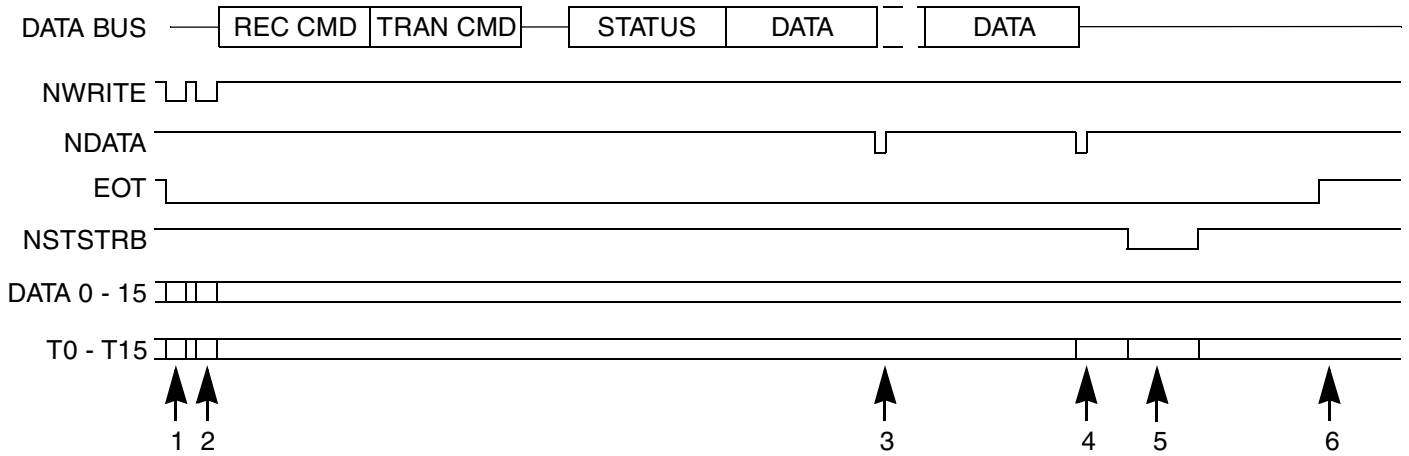 DATA BUS REC CMD TRAN CMD STATUS DATA DATA
NWRITE
NDATA
EOT
NSTSTRB
DATA 0 - 15
T0 - T15
1 2 3 4 5 6